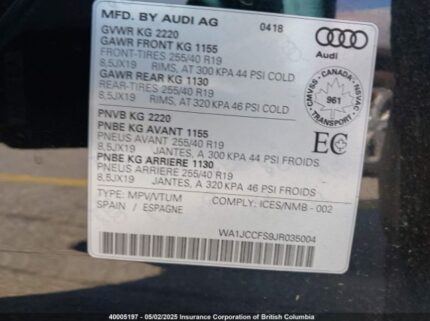 MFD. BY AUDI AG 0418
GVWR KG 2220
GAWR FRONT KG 1155
FRONT-TIRES 255/40 R19
8,5JX19 RIMS, AT 300 KPA 44 PSI COLD
GAWR REAR KG 1130
REAR-TIRES 255/40 R19
8,5JX19 RIMS, AT 320 KPA 46 PSI COLD
Audi
CMVSS - CANADA - NSVAC
961
TRANSPORT
EC
PNVB KG 2220
PNBE KG AVANT 1155
PNEUS AVANT 255/40 R19
8,5JX19 JANTES, A 300 KPA 44 PSI FROIDS
PNBE KG ARRIERE 1130
PNEUS ARRIERE 255/40 R19
8,5JX19 JANTES, A 320 KPA 46 PSI FROIDS
TYPE: MPV/VTUM COMPLY: ICES/NMB - 002
SPAIN / ESPAGNE
WA1JCCFS9JR035004
40005197 - 05/02/2025 Insurance Corporation of British Columbia